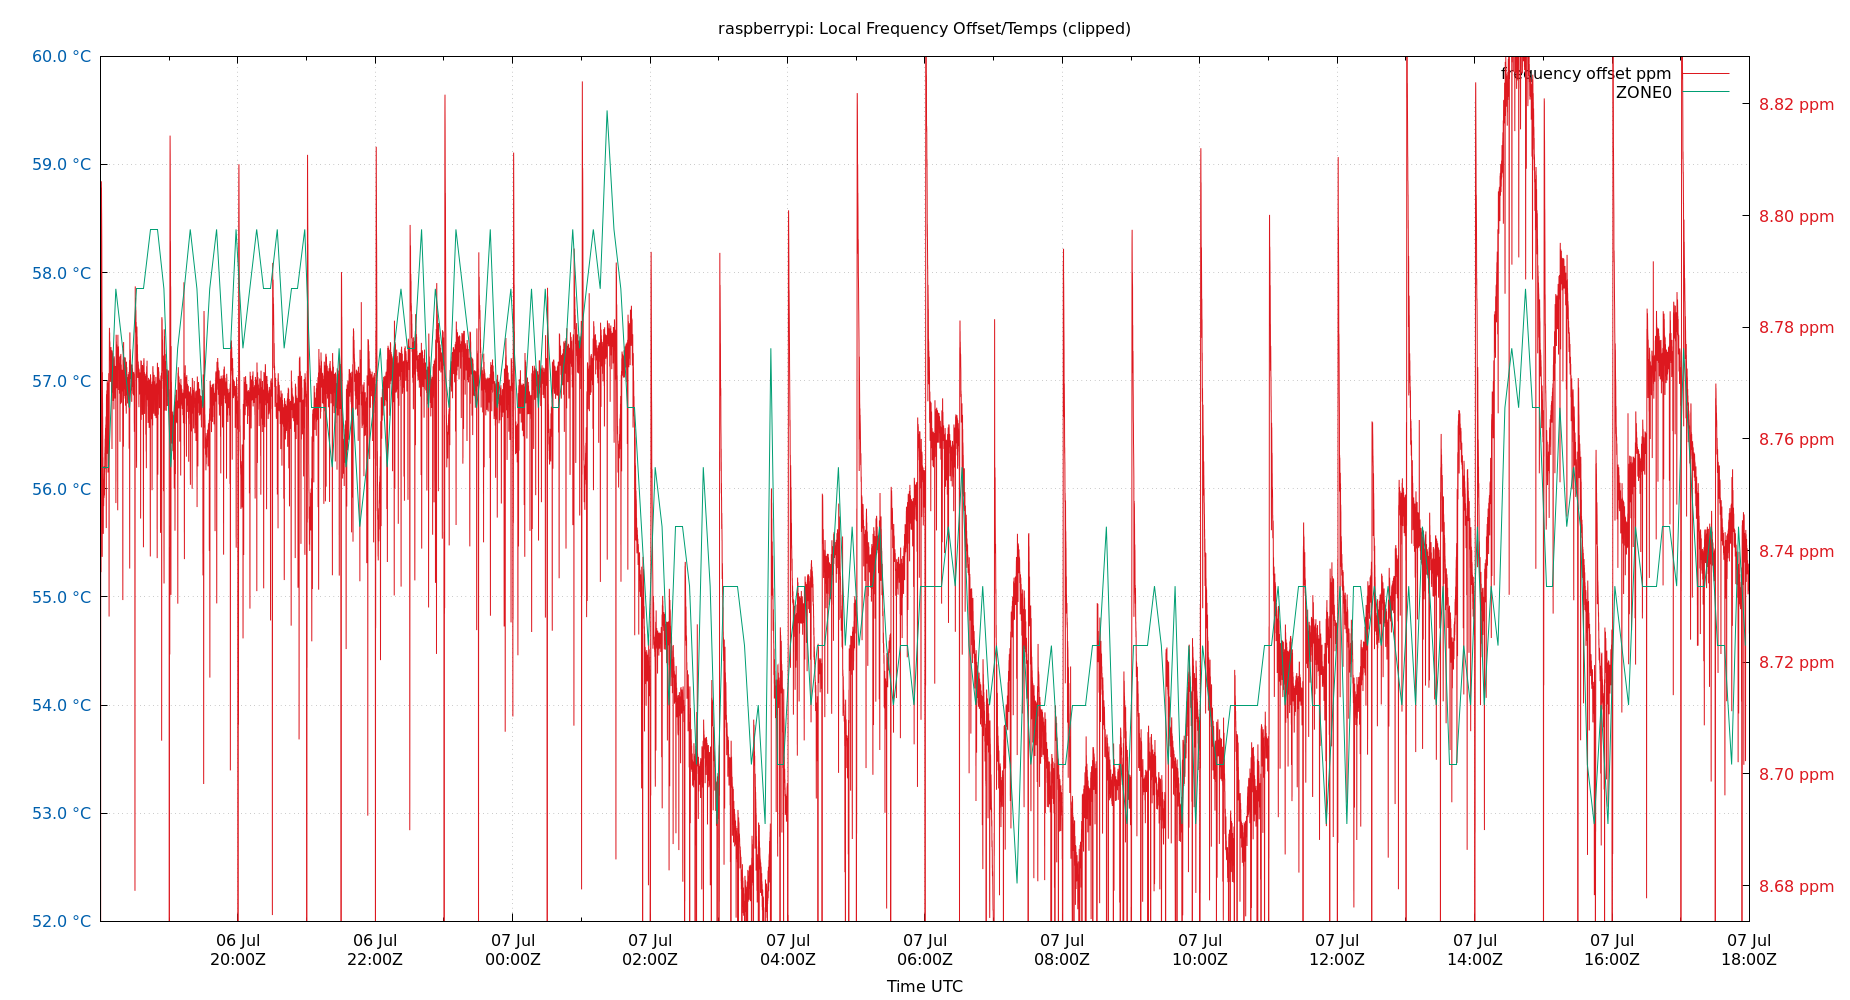 raspberrypi: Local Frequency Offset/Temps (clipped)
60.0 °C
59.0 °C
58.0 °C
57.0 °C
56.0 °C
55.0 °C
54.0 °C
53.0 °C
52.0 °C
frequency offset ppm
ZONE0
8.82 ppm
8.80 ppm
8.78 ppm
8.76 ppm
8.74 ppm
8.72 ppm
8.70 ppm
8.68 ppm
06 Jul
20:00Z
06 Jul
22:00Z
07 Jul
00:00Z
07 Jul
02:00Z
07 Jul
04:00Z
07 Jul
06:00Z
07 Jul
08:00Z
07 Jul
10:00Z
07 Jul
12:00Z
07 Jul
14:00Z
07 Jul
16:00Z
07 Jul
18:00Z
Time UTC